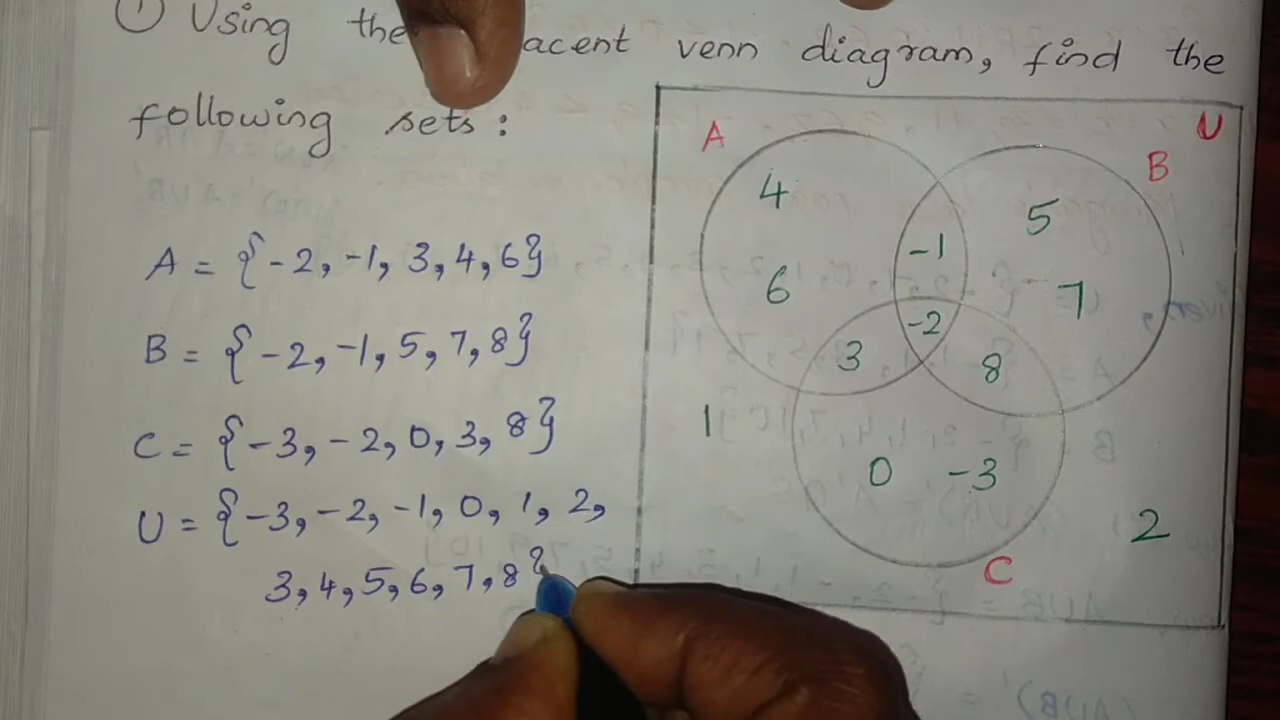 ① Using the acent venn diagram, find the
following sets:
A = {-2, -1, 3, 4, 6}
B = {-2, -1, 5, 7, 8}
C = {-3, -2, 0, 3, 8}
U = {-3, -2, -1, 0, 1, 2,
3, 4, 5, 6, 7, 8}
U
A
B
4
5
-1
6
7
-2
3
8
1
0 -3
2
C